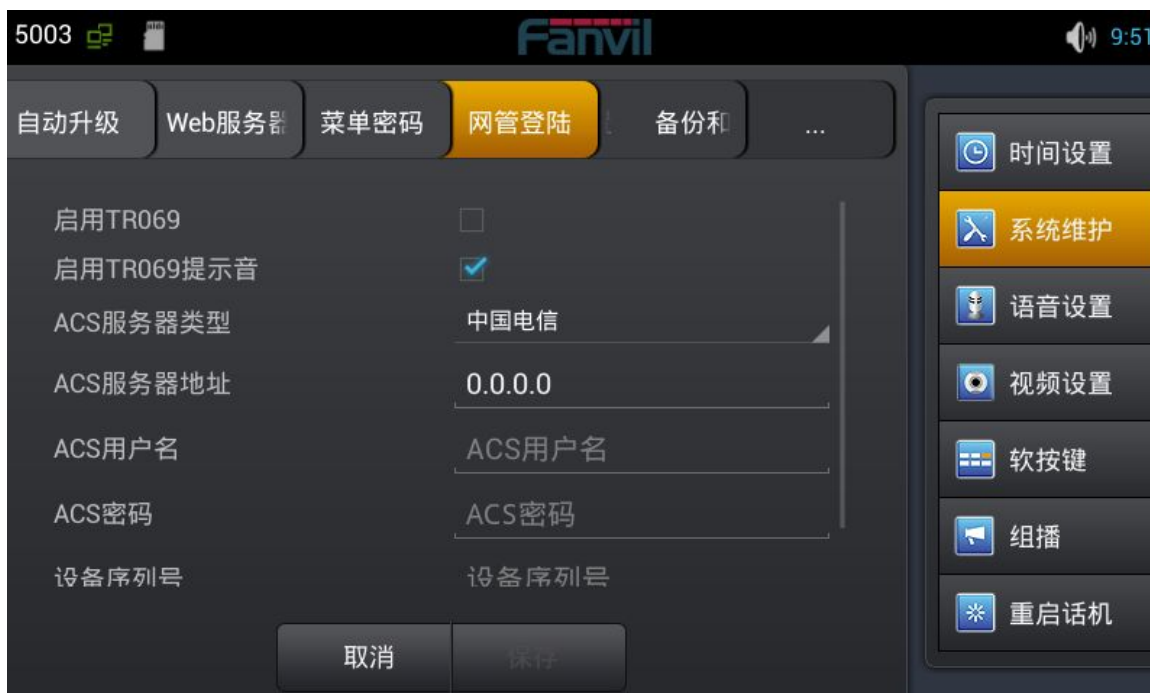 5003 Fanvil 9:51
自动升级 Web服务器 菜单密码 网管登陆 备份和 ...
启用TR069
启用TR069提示音
ACS服务器类型 中国电信
ACS服务器地址 0.0.0.0
ACS用户名 ACS用户名
ACS密码 ACS密码
设备序列号 设备序列号
取消 保存
时间设置
系统维护
语音设置
视频设置
软按键
组播
重启话机